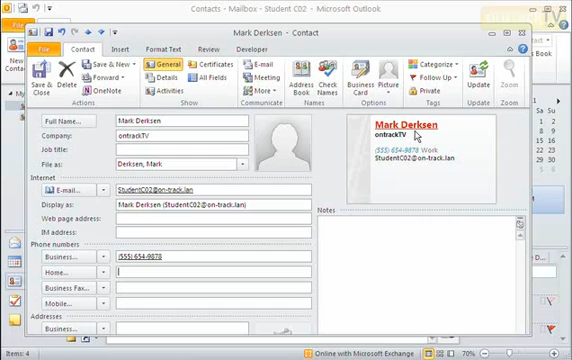 Contacts - Mailbox - Student C02 - Microsoft Outlook
Mark Derksen - Contact
File
Contact
Insert
Format Text
Review
Developer
Save & Close
Delete
Save & New
Forward
OneNote
Actions
General
Details
Activities
Certificates
All Fields
Show
E-mail
Meeting
More
Communicate
Address Book
Check Names
Names
Business Card
Picture
Options
Categorize
Follow Up
Private
Tags
Update
Update
Zoom
Zoom
Full Name...
Mark Derksen
Company:
ontrackTV
Job title:
File as:
Derksen, Mark
Internet
E-mail...
StudentC02@on-track.lan
Display as:
Mark Derksen (StudentC02@on-track.lan)
Web page address:
IM address:
Phone numbers
Business...
(555) 654-9878
Home...
Business Fax...
Mobile...
Addresses
Business...
Mark Derksen
ontrackTV
(555) 654-9878 Work
StudentC02@on-track.lan
Notes
Items: 4
Online with Microsoft Exchange
70%